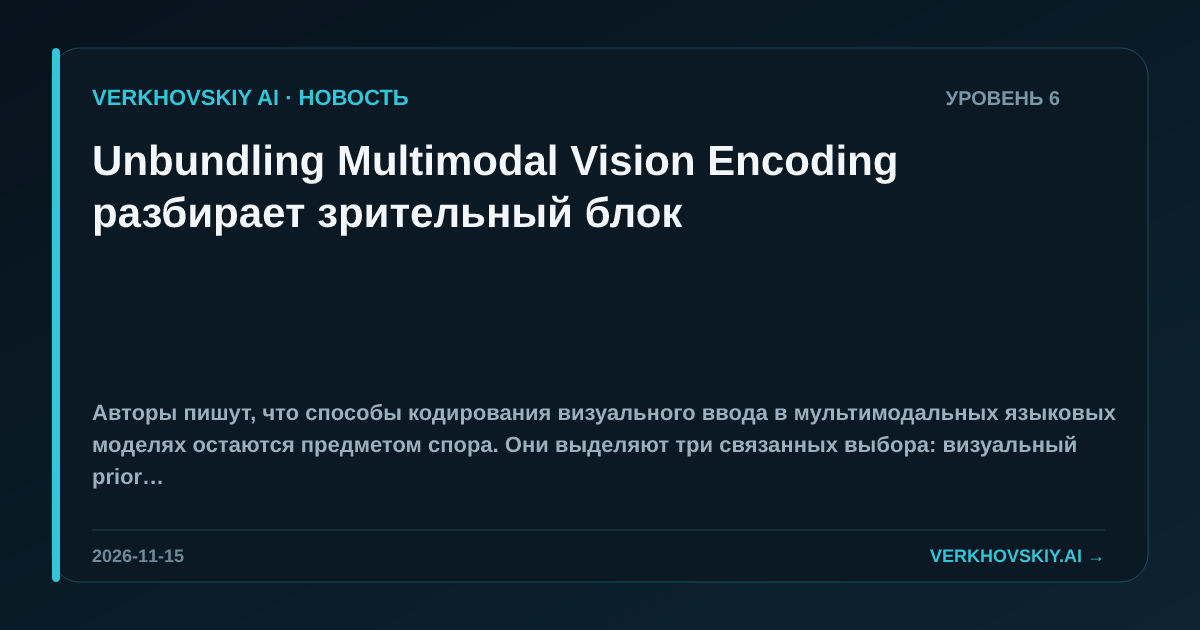 VERKHOVSKIY AI · НОВОСТЬ
УРОВЕНЬ 6
Unbundling Multimodal Vision Encoding
разбирает зрительный блок
Авторы пишут, что способы кодирования визуального ввода в мультимодальных языковых
моделях остаются предметом спора. Они выделяют три связанных выбора: визуальный
prior…
2026-11-15
VERKHOVSKIY.AI →